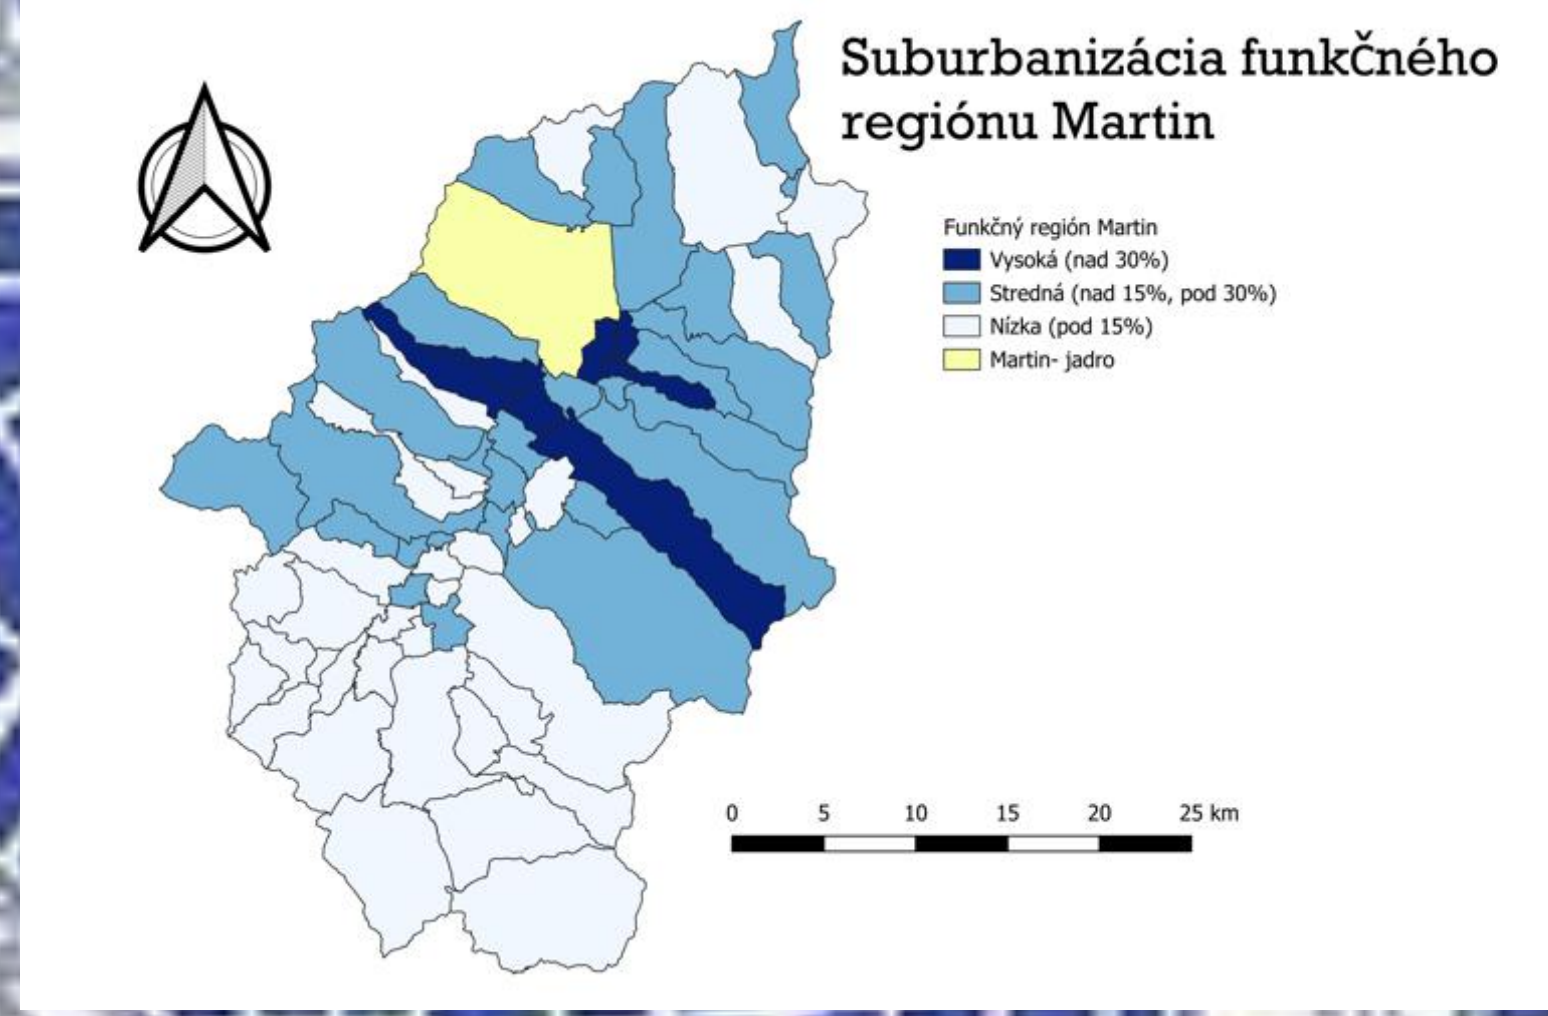 Suburbanizácia funkČného
regiónu Martin
Funkčný región Martin
Vysoká (nad 30%)
Stredná (nad 15%, pod 30%)
Nízka (pod 15%)
Martin- jadro
0 5 10 15 20 25 km